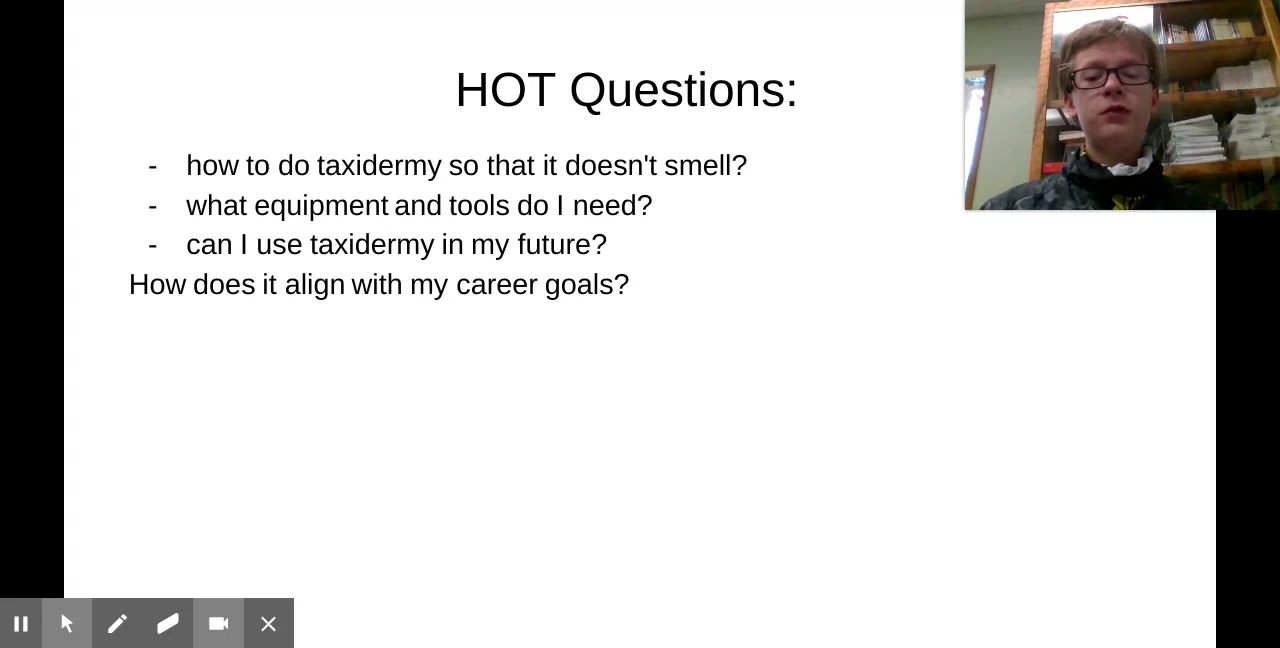 HOT Questions:
- how to do taxidermy so that it doesn't smell?
- what equipment and tools do I need?
- can I use taxidermy in my future?
How does it align with my career goals?